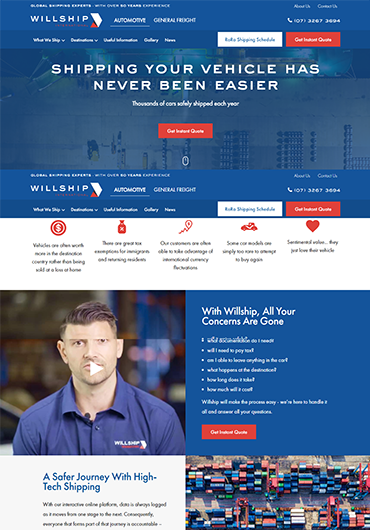 GLOBAL SHIPPING EXPERTS - WITH OVER 50 YEARS EXPERIENCE
About Us Contact Us
WILLSHIP
AUTOMOTIVE GENERAL FREIGHT
(07) 3267 3694
What We Ship Destinations Useful Information Gallery News
RoRo Shipping Schedule
Get Instant Quote
SHIPPING YOUR VEHICLE HAS
NEVER BEEN EASIER
Thousands of cars safely shipped each year
Get Instant Quote
GLOBAL SHIPPING EXPERTS - WITH OVER 50 YEARS EXPERIENCE
About Us Contact Us
WILLSHIP
AUTOMOTIVE GENERAL FREIGHT
(07) 3267 3694
What We Ship Destinations Useful Information Gallery News
RoRo Shipping Schedule
Get Instant Quote
Vehicles are often worth
more in the destination
country rather than being
sold at a loss at home
There are great tax
exemptions for immigrants
and returning residents
Our customers are often
able to take advantage of
international currency
fluctuations
Some car models are
simply too rare to attempt
to buy again
Sentimental value... they
just love their vehicle
With Willship, All Your
Concerns Are Gone
what documentation do I need?
will I need to pay tax?
am I able to leave anything in the car?
what happens at the destination?
how long does it take?
how much will it cost?
Willship will make the process easy - we're here to handle it
all and answer all your questions.
Get Instant Quote
WILLSHIP
A Safer Journey With High-
Tech Shipping
With our interactive online platform, data is always logged
as it moves from one stage to the next. Consequently,
everyone that forms part of that journey is accountable –